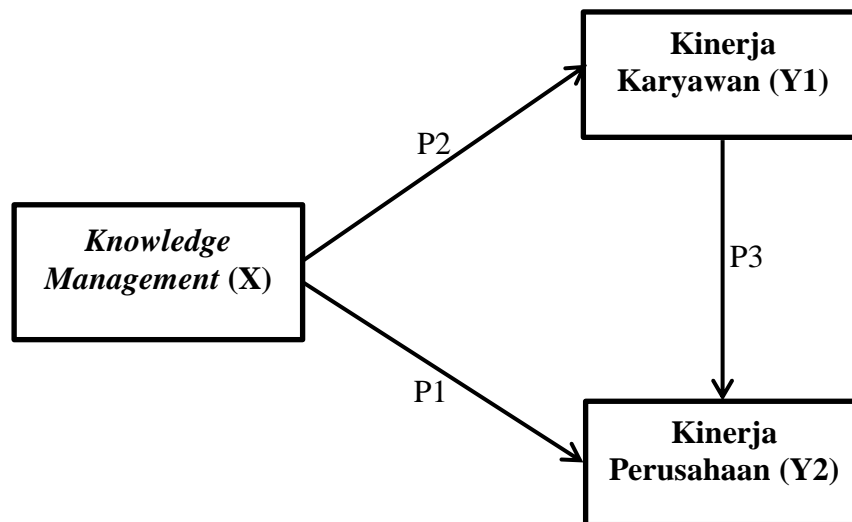 Kinerja
Karyawan (Y1)
P2
Knowledge
Management (X)
P3
P1
Kinerja
Perusahaan (Y2)